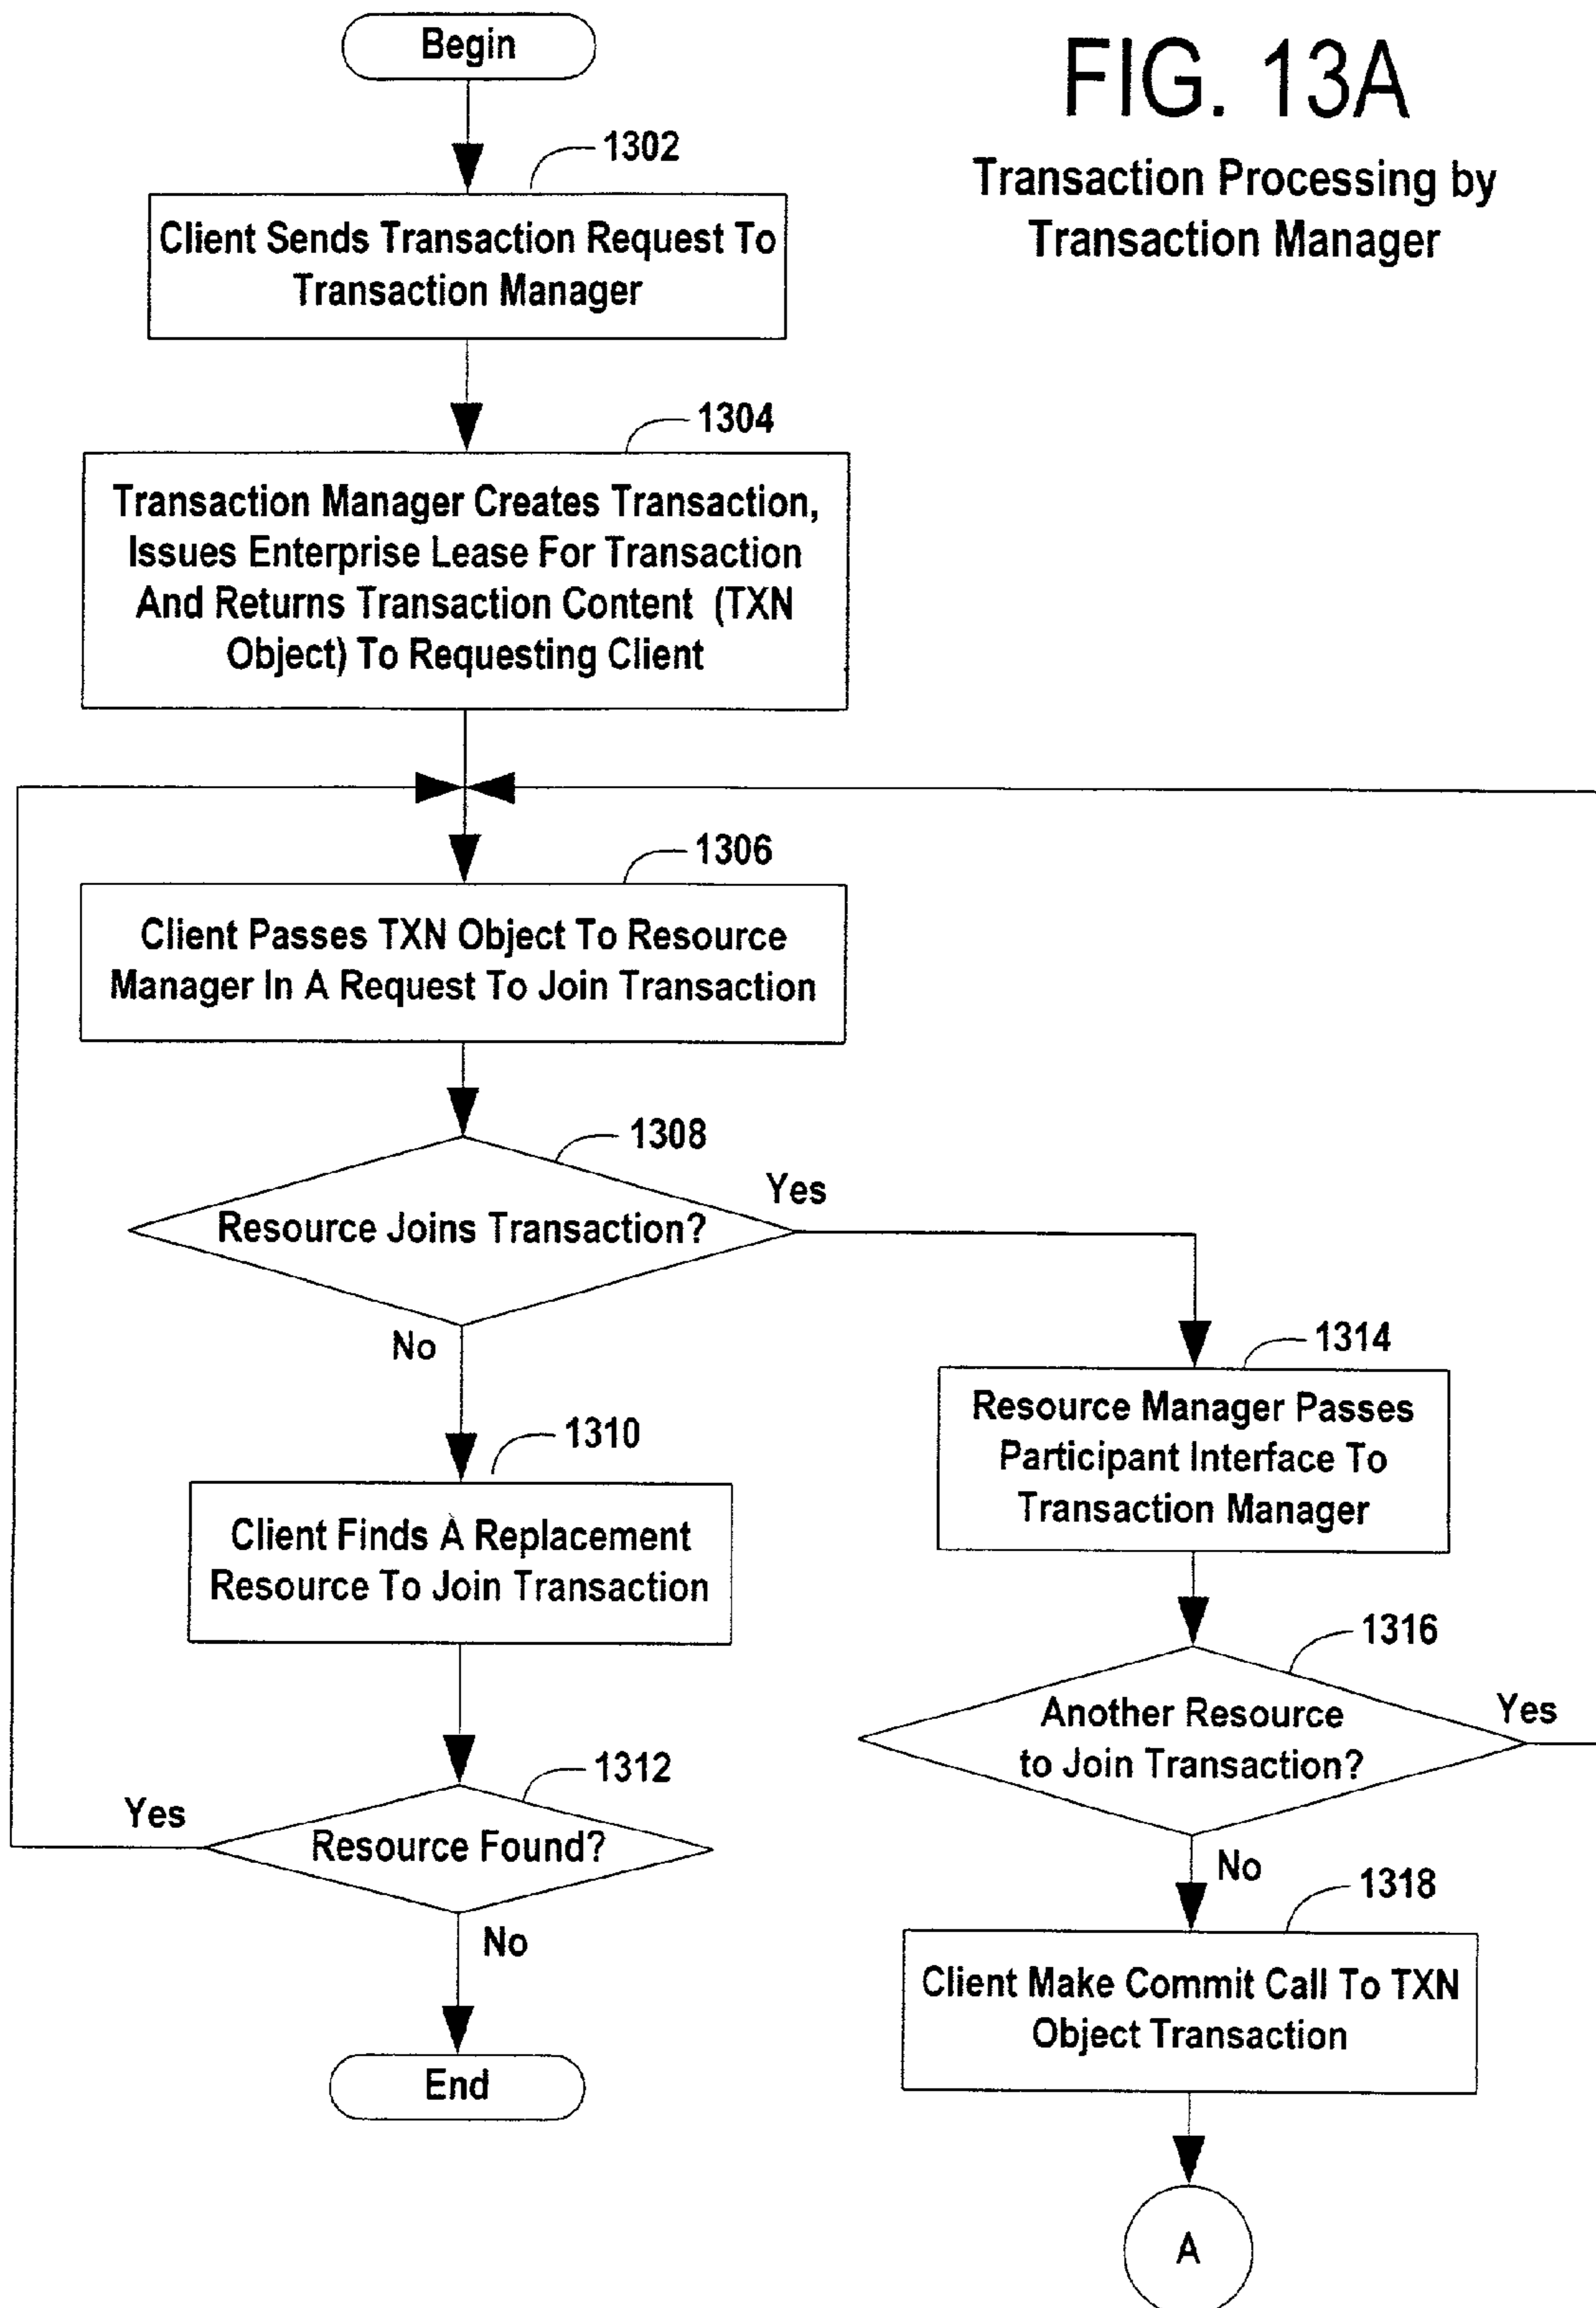 FIG. 13A
Transaction Processing by
Transaction Manager
Begin
1302
Client Sends Transaction Request To
Transaction Manager
1304
Transaction Manager Creates Transaction,
Issues Enterprise Lease For Transaction
And Returns Transaction Content (TXN
Object) To Requesting Client
1306
Client Passes TXN Object To Resource
Manager In A Request To Join Transaction
1308
Resource Joins Transaction?
Yes
No
1310
Client Finds A Replacement
Resource To Join Transaction
1312
Resource Found?
Yes
No
End
1314
Resource Manager Passes
Participant Interface To
Transaction Manager
1316
Another Resource
to Join Transaction?
Yes
No
1318
Client Make Commit Call To TXN
Object Transaction
A